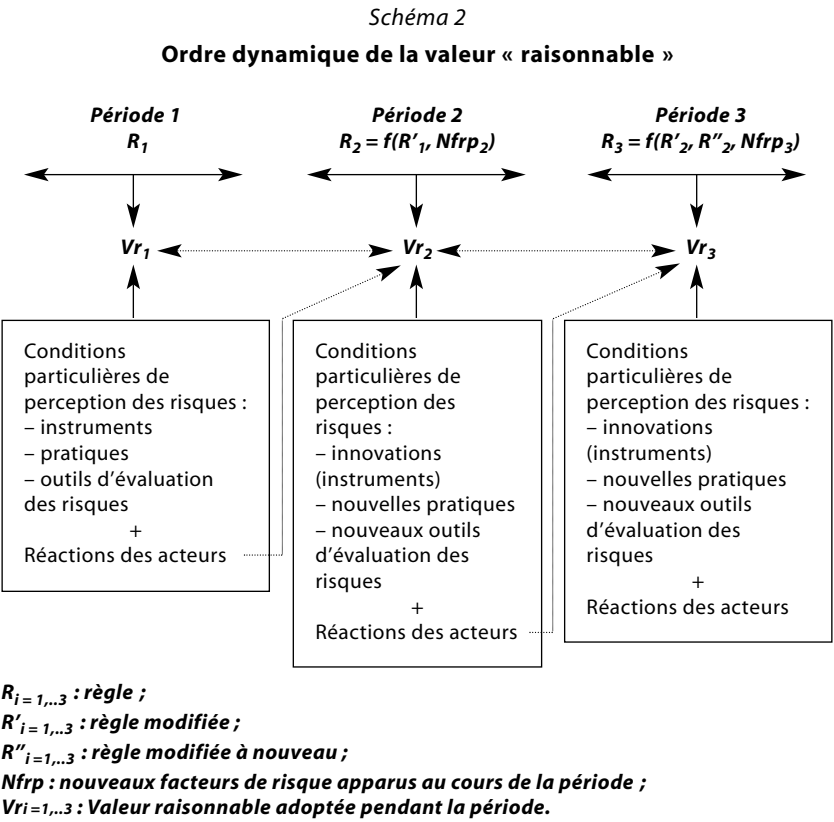 Schéma 2
Ordre dynamique de la valeur « raisonnable »
Période 1
R1
Période 2
R2 = f(R′1, Nfrp2)
Période 3
R3 = f(R′2, R″2, Nfrp3)
Vr1
Vr2
Vr3
Conditions
particulières de
perception des risques :
– instruments
– pratiques
– outils d’évaluation
des risques
+
Réactions des acteurs
Conditions
particulières de
perception des
risques :
– innovations
(instruments)
– nouvelles pratiques
– nouveaux outils
d’évaluation des
risques
+
Réactions des acteurs
Conditions
particulières de
perception des risques :
– innovations
(instruments)
– nouvelles pratiques
– nouveaux outils
d’évaluation des
risques
+
Réactions des acteurs
Ri = 1,..3 : règle ;
R′i = 1,..3 : règle modifiée ;
R″i =1,..3 : règle modifiée à nouveau ;
Nfrp : nouveaux facteurs de risque apparus au cours de la période ;
Vri =1,..3 : Valeur raisonnable adoptée pendant la période.